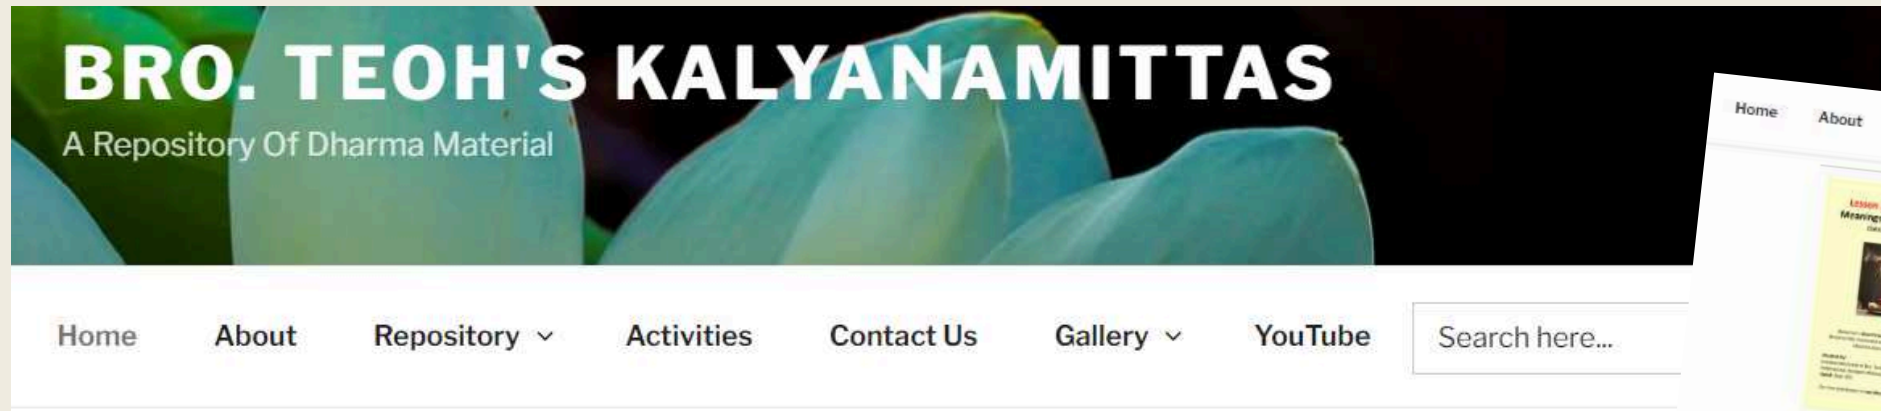 BRO. TEOH'S KALYANAMITTAS
A Repository Of Dharma Material
Home About Repository Activities Contact Us Gallery YouTube Search here...
Home About
Lesson